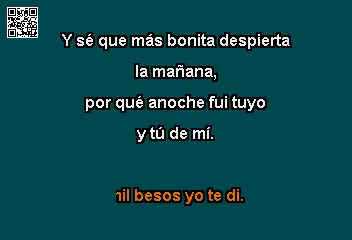 Y sé que más bonita despierta
la mañana,
por qué anoche fui tuyo
y tú de mí.
besos yo te di.